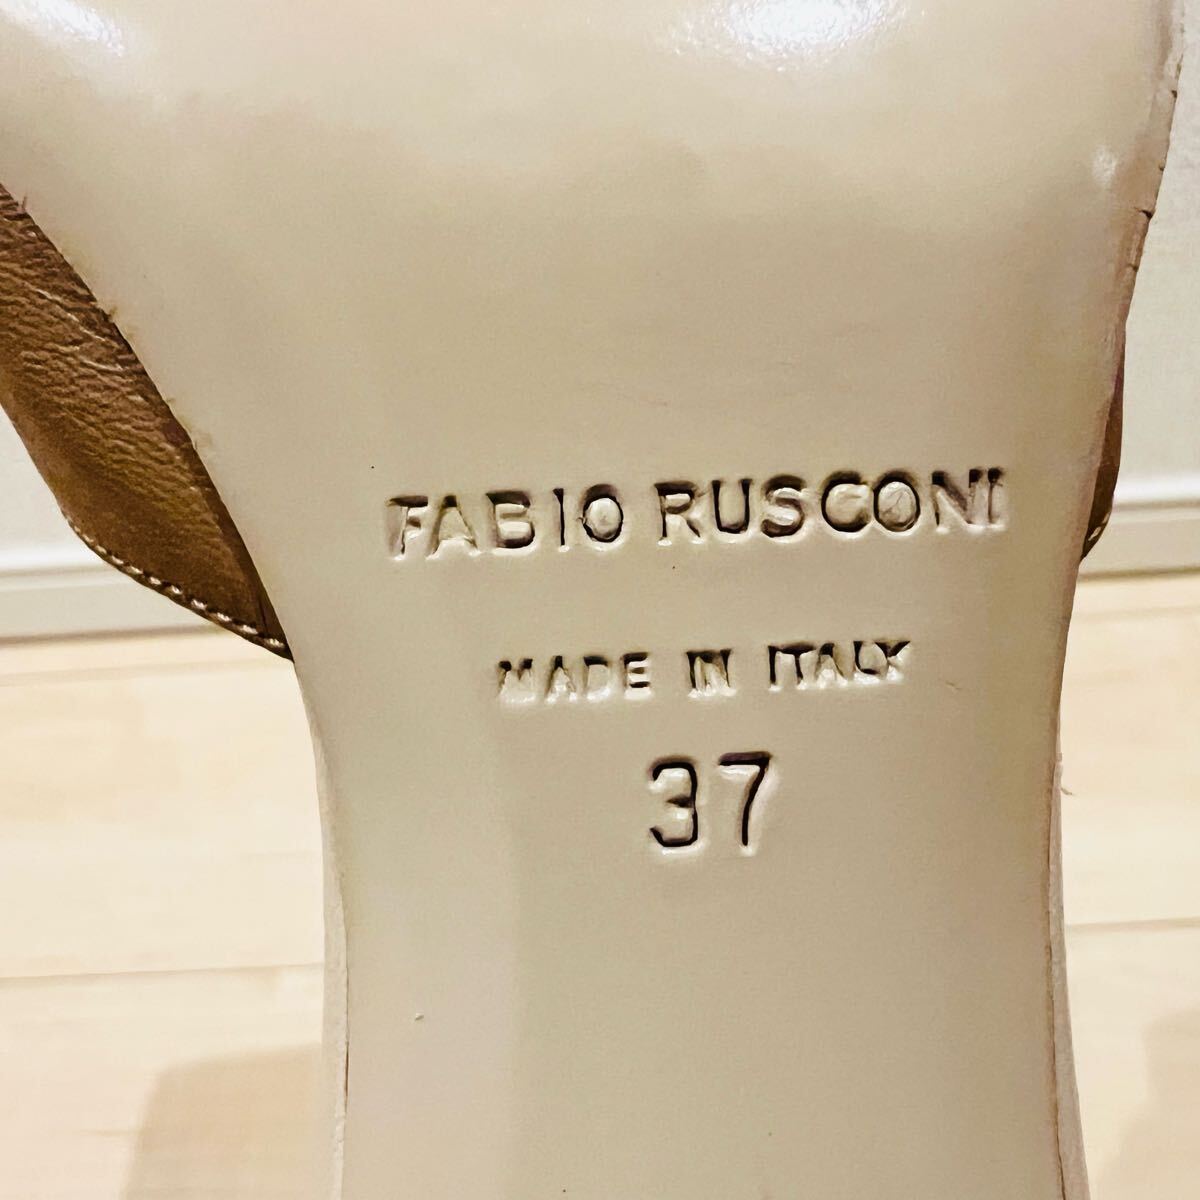 FABIO RUSCONI
MADE IN ITALY
37